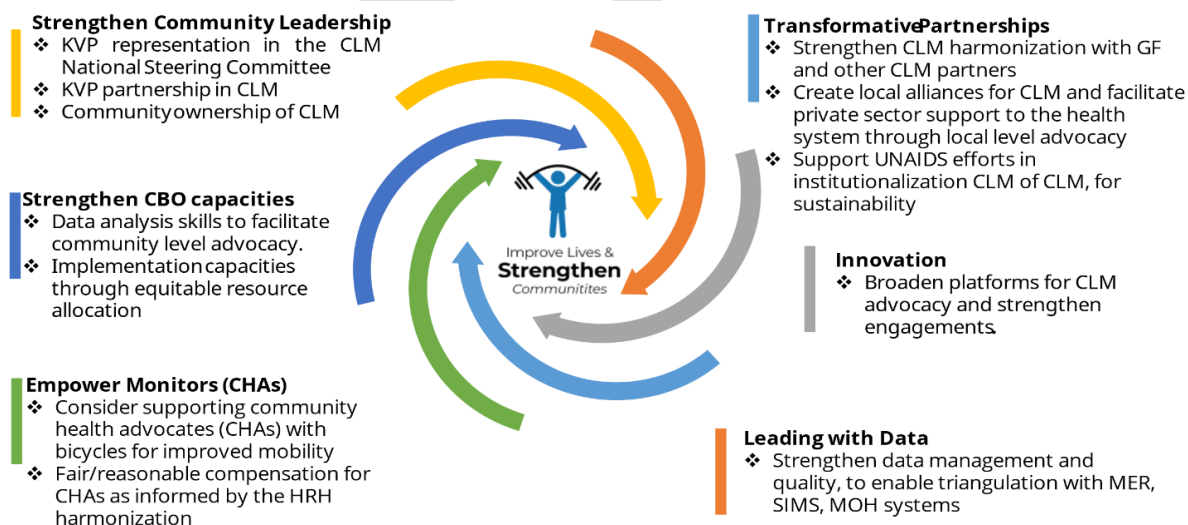 Strengthen Community Leadership
❖ KVP representation in the CLM
National Steering Committee
❖ KVP partnership in CLM
❖ Community ownership of CLM
Strengthen CBO capacities
❖ Data analysis skills to facilitate
community level advocacy.
❖ Implementation capacities
through equitable resource
allocation
Empower Monitors (CHAs)
❖ Consider supporting community
health advocates (CHAs) with
bicycles for improved mobility
❖ Fair/reasonable compensation for
CHAs as informed by the HRH
harmonization
Improve Lives &
Strengthen
Communitites
Transformative Partnerships
❖ Strengthen CLM harmonization with GF
and other CLM partners
❖ Create local alliances for CLM and facilitate
private sector support to the health
system through local level advocacy
❖ Support UNAIDS efforts in
institutionalization CLM of CLM, for
sustainability
Innovation
❖ Broaden platforms for CLM
advocacy and strengthen
engagements.
Leading with Data
❖ Strengthen data management and
quality, to enable triangulation with MER,
SIMS, MOH systems